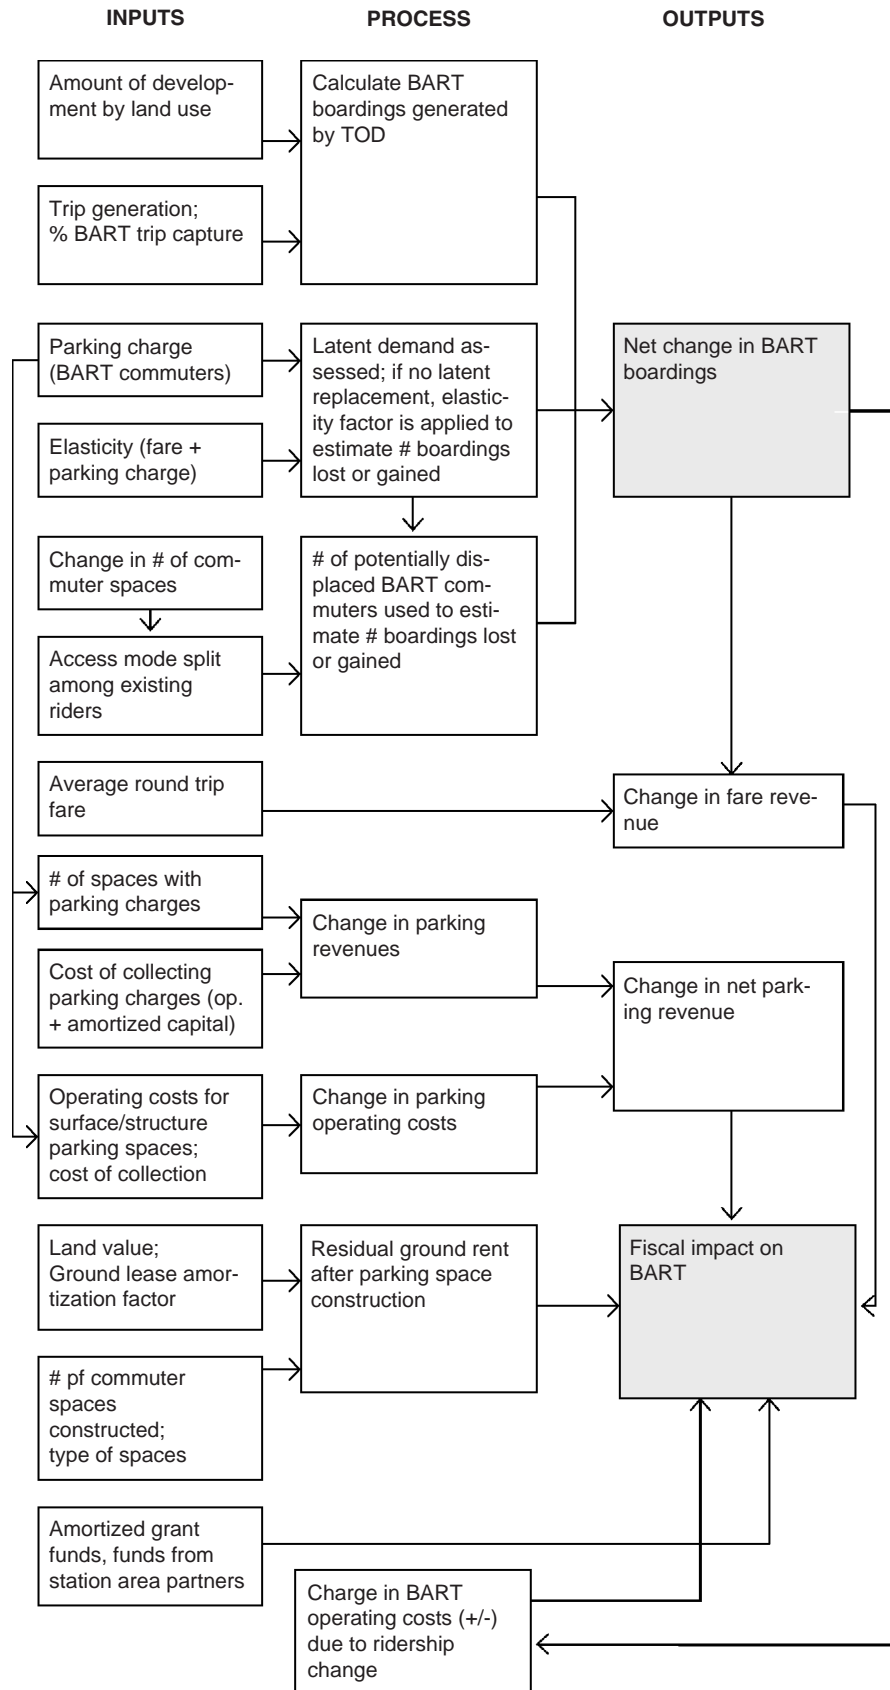 INPUTS
PROCESS
OUTPUTS
Amount of develop-
ment by land use
Calculate BART
boardings generated
by TOD
Trip generation;
% BART trip capture
Parking charge
(BART commuters)
Latent demand as-
sessed; if no latent
replacement, elastic-
ity factor is applied to
estimate # boardings
lost or gained
Net change in BART
boardings
Elasticity (fare +
parking charge)
Change in # of com-
muter spaces
# of potentially dis-
placed BART com-
muters used to esti-
mate # boardings lost
or gained
Access mode split
among existing
riders
Average round trip
fare
Change in fare reve-
nue
# of spaces with
parking charges
Change in parking
revenues
Cost of collecting
parking charges (op.
+ amortized capital)
Change in net park-
ing revenue
Operating costs for
surface/structure
parking spaces;
cost of collection
Change in parking
operating costs
Land value;
Ground lease amor-
tization factor
Residual ground rent
after parking space
construction
Fiscal impact on
BART
# pf commuter
spaces
constructed;
type of spaces
Amortized grant
funds, funds from
station area partners
Charge in BART
operating costs (+/-)
due to ridership
change